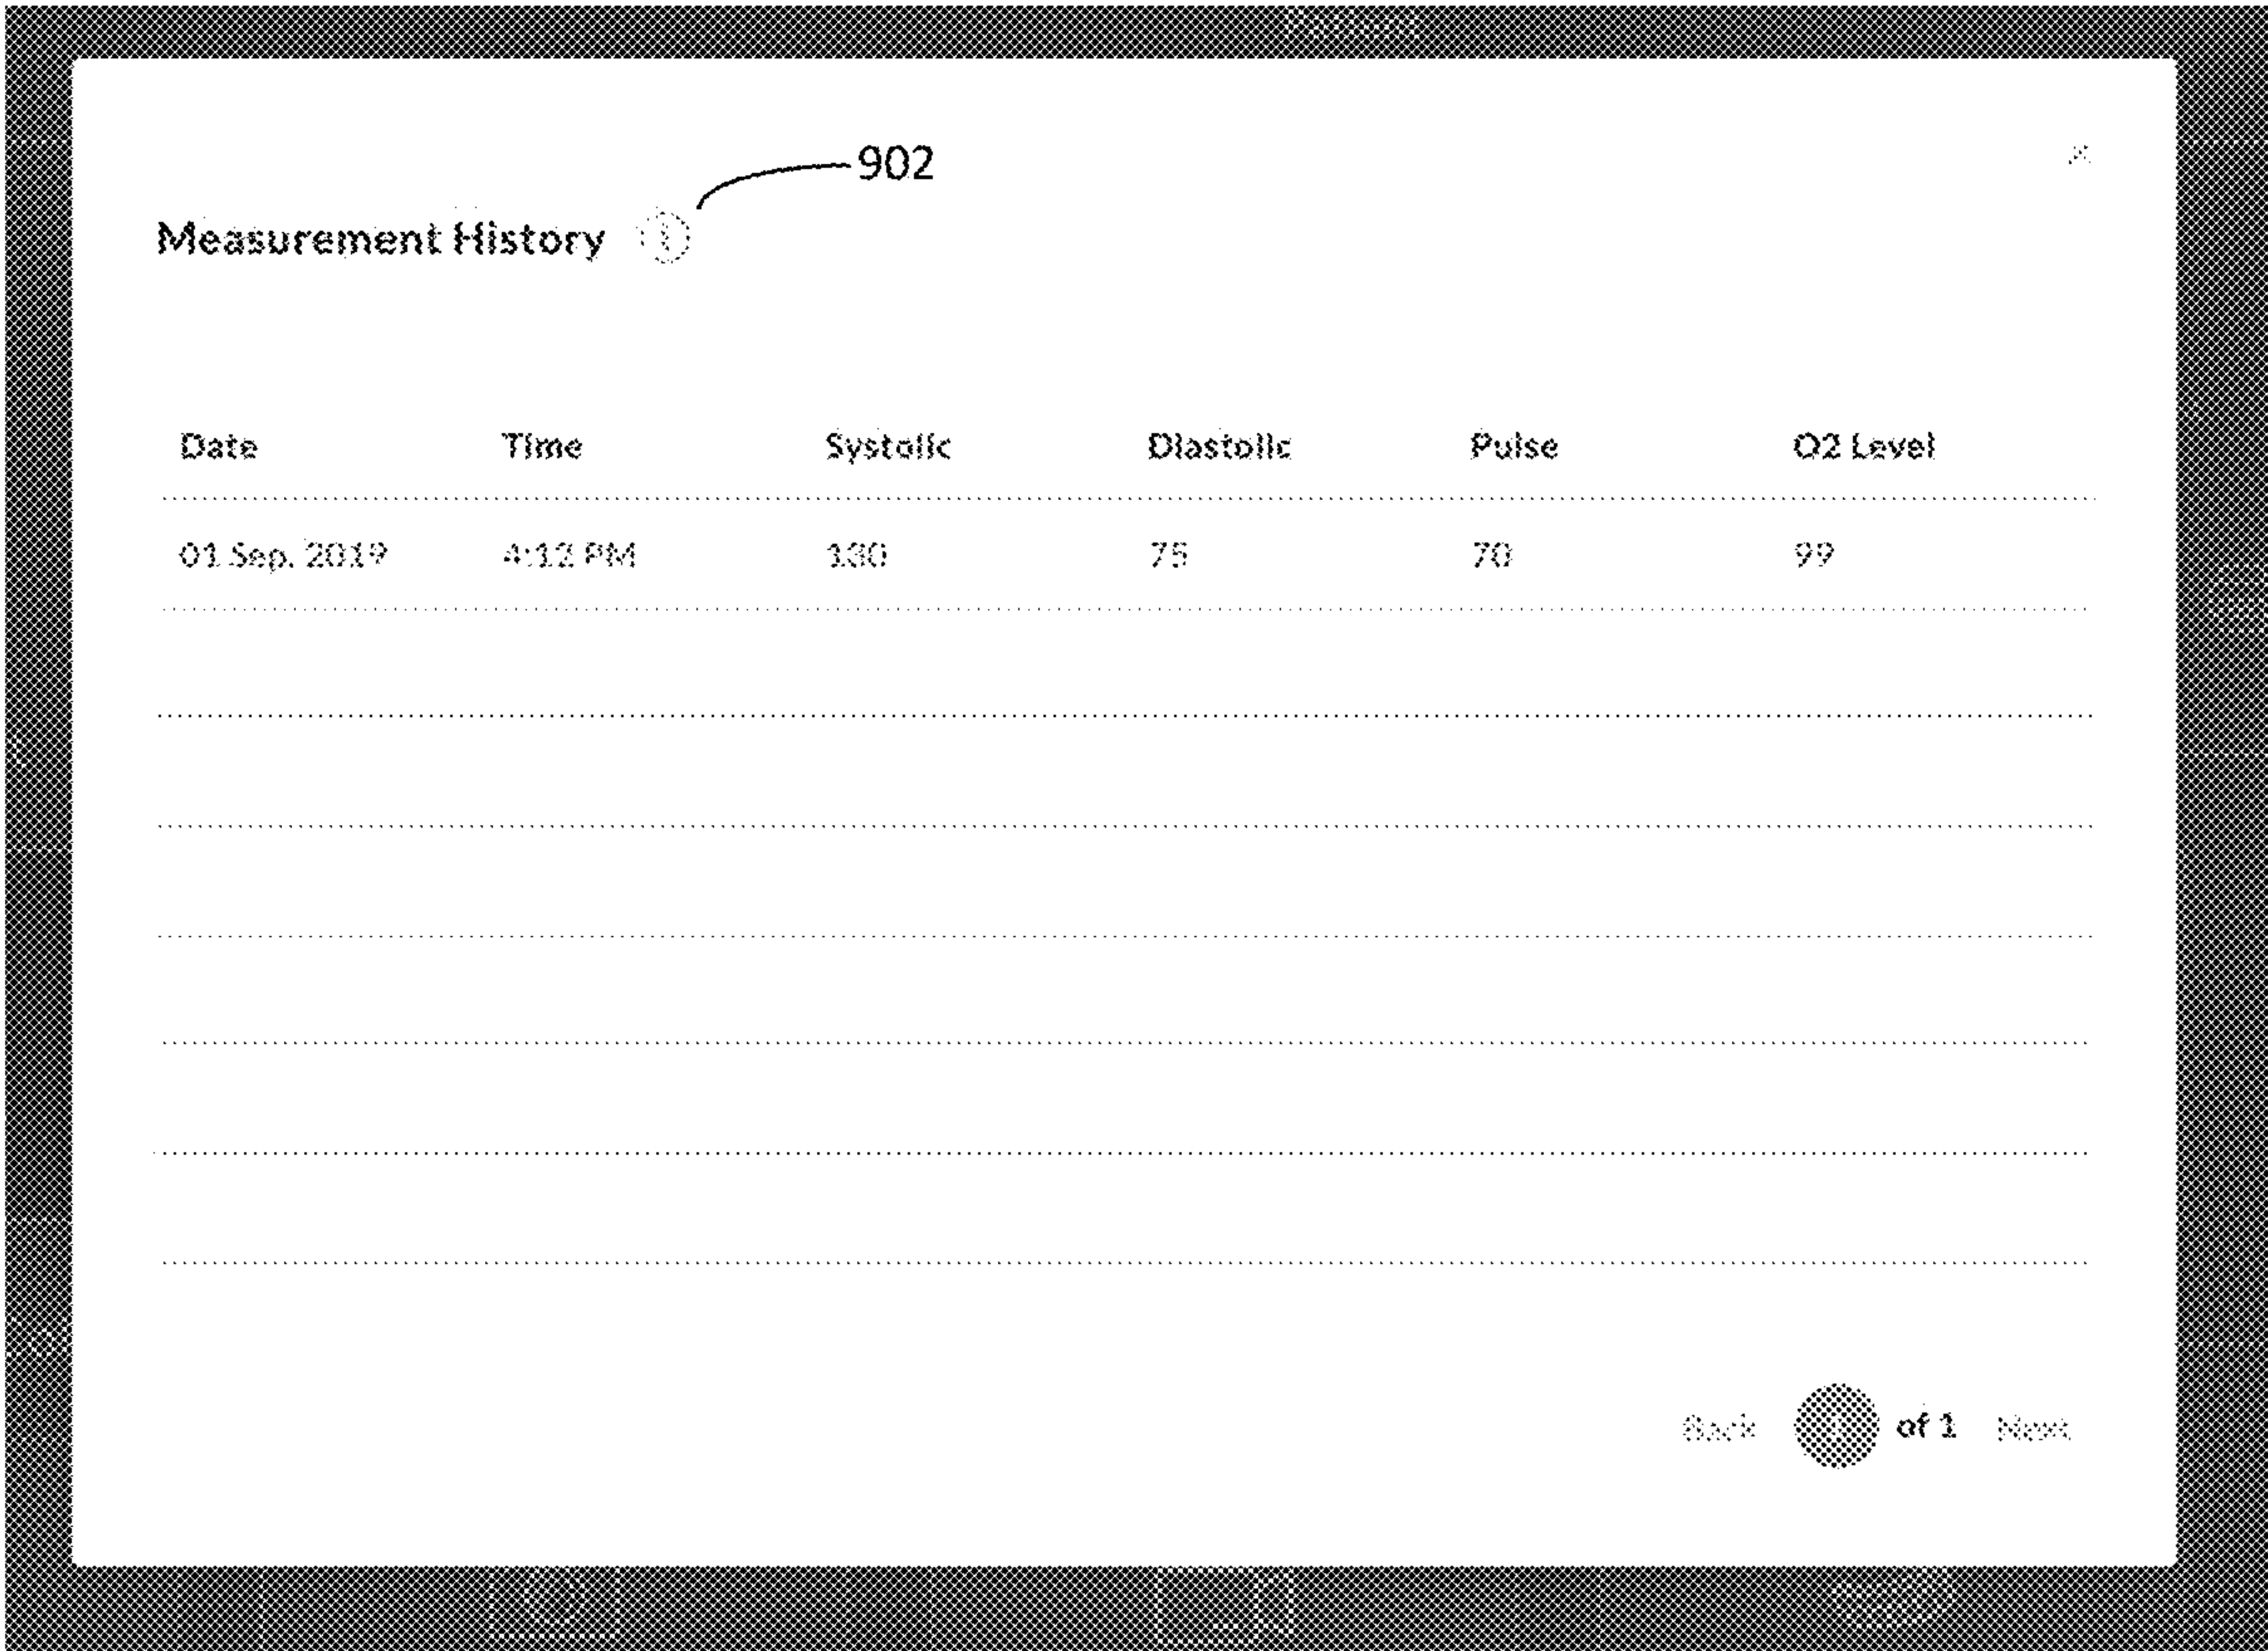 902
Measurement History
Date Time Systolic Diastolic Pulse O2 Level
01 Sep. 2019 4:12 PM 130 75 70 99
Back of 1 Next